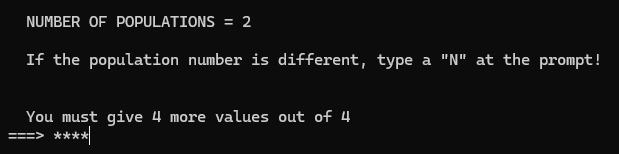 NUMBER OF POPULATIONS = 2
If the population number is different, type a "N" at the prompt!
You must give 4 more values out of 4
===> ****